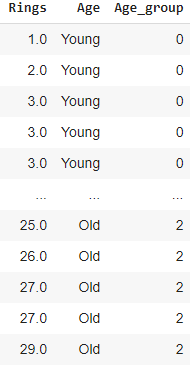 Rings Age Age_group
1.0 Young 0
2.0 Young 0
3.0 Young 0
3.0 Young 0
3.0 Young 0
... ... ...
25.0 Old 2
26.0 Old 2
27.0 Old 2
27.0 Old 2
29.0 Old 2